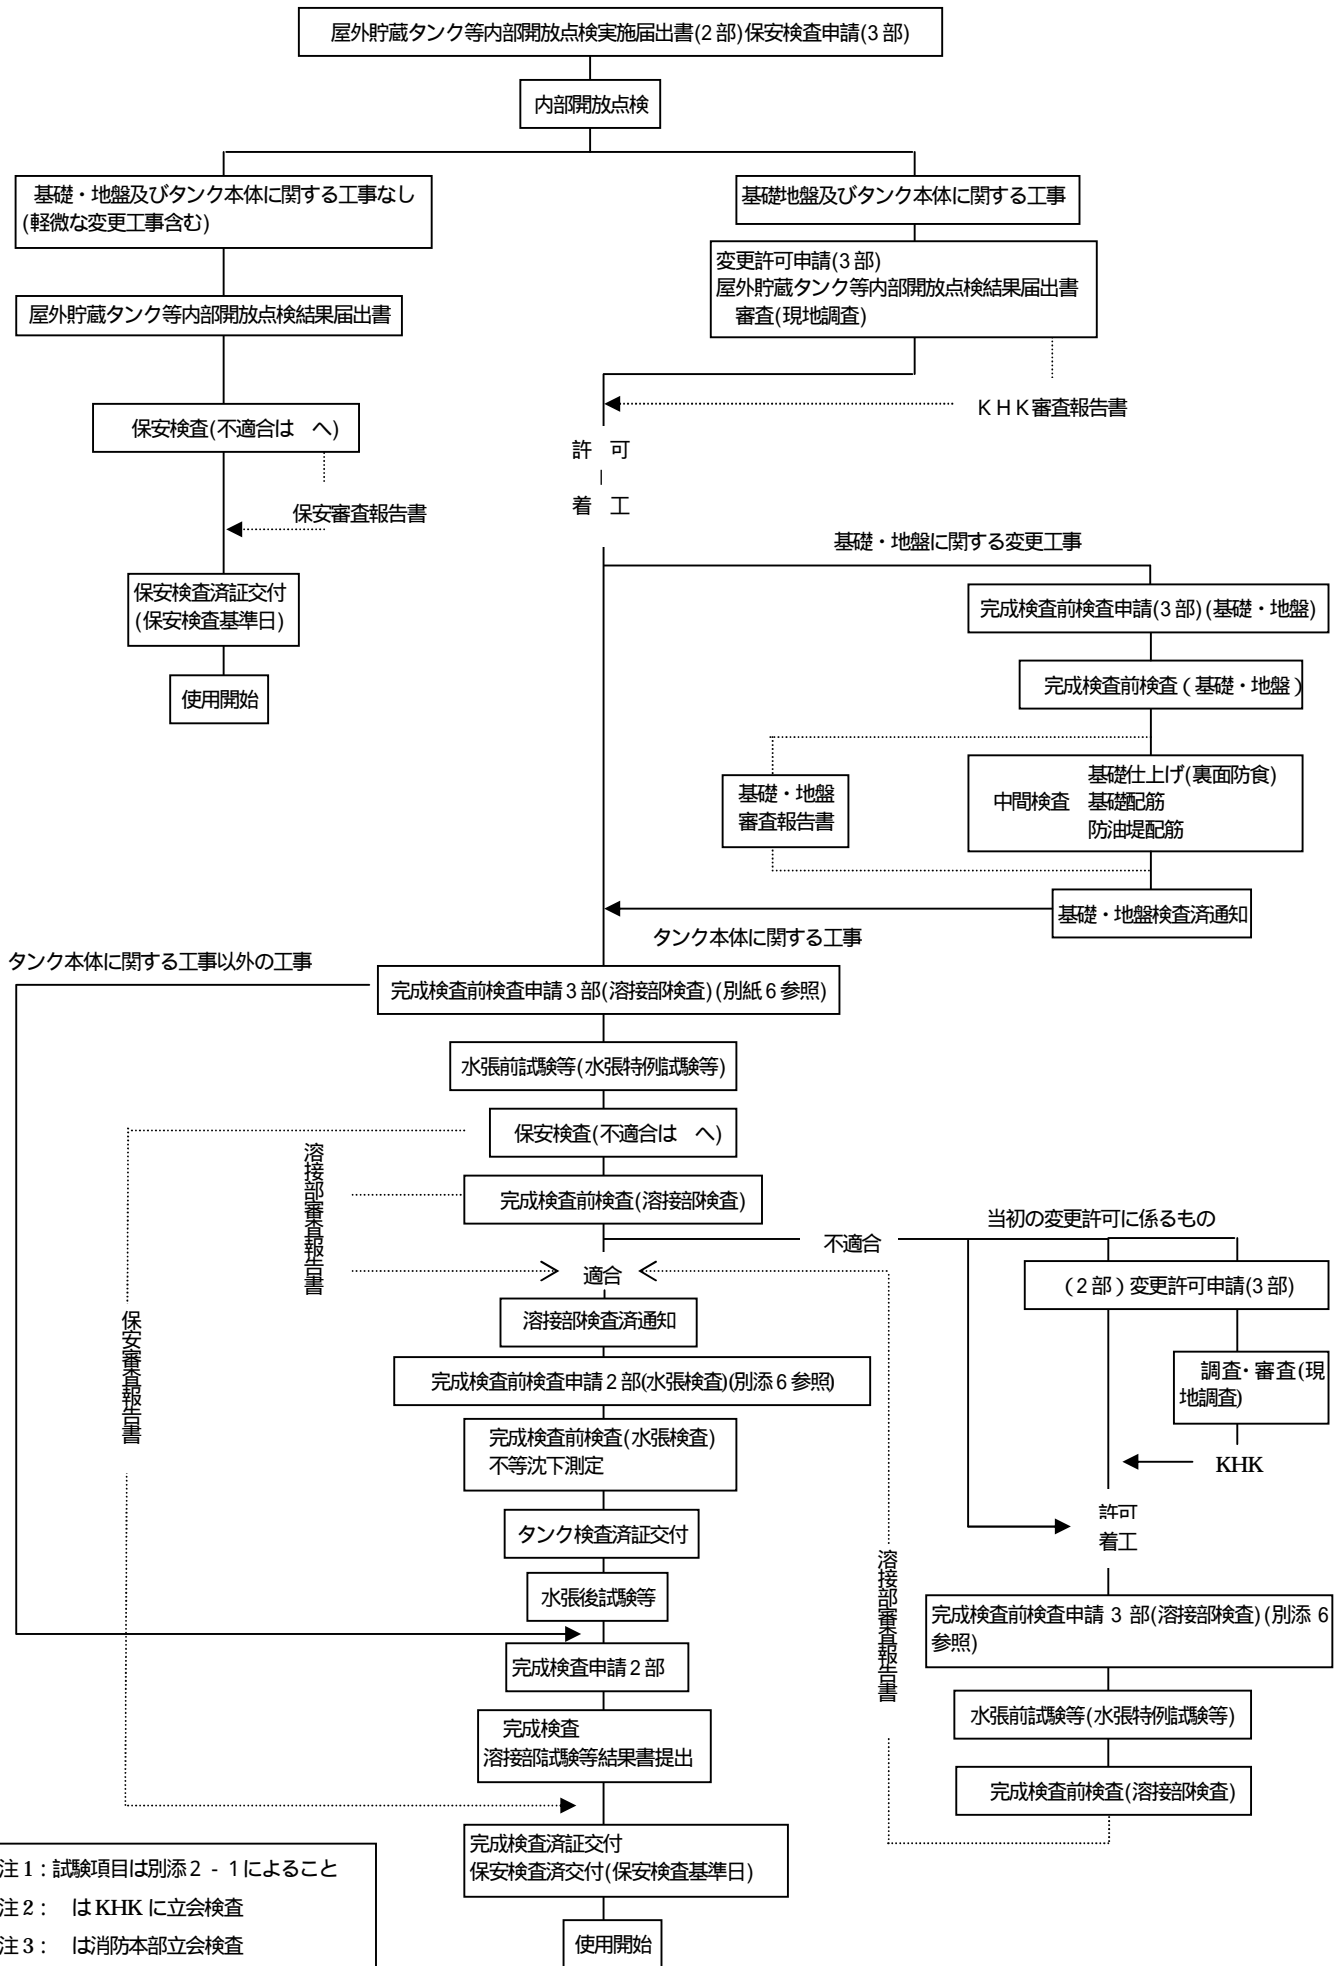 屋外貯蔵タンク等内部開放点検実施届出書(2部)保安検査申請(3部)
内部開放点検
基礎・地盤及びタンク本体に関する工事なし
(軽微な変更工事含む)
屋外貯蔵タンク等内部開放点検結果届出書
保安検査(不適合は へ)
保安審査報告書
保安検査済証交付
(保安検査基準日)
使用開始
基礎地盤及びタンク本体に関する工事
変更許可申請(3部)
屋外貯蔵タンク等内部開放点検結果届出書
審査(現地調査)
KHK審査報告書
許 可
着 工
基礎・地盤に関する変更工事
完成検査前検査申請(3部)(基礎・地盤)
完成検査前検査(基礎・地盤)
基礎・地盤
審査報告書
基礎仕上げ(裏面防食)
中間検査 基礎配筋
防油堤配筋
基礎・地盤検査済通知
タンク本体に関する工事
タンク本体に関する工事以外の工事
完成検査前検査申請3部(溶接部検査)(別紙6参照)
水張前試験等(水張特例試験等)
保安検査(不適合は へ)
溶接部審査報告書
完成検査前検査(溶接部検査)
不適合
当初の変更許可に係るもの
適合
保安審査報告書
溶接部検査済通知
完成検査前検査申請2部(水張検査)(別添6参照)
完成検査前検査(水張検査)
不等沈下測定
タンク検査済証交付
水張後試験等
完成検査申請2部
完成検査
溶接部試験等結果書提出
完成検査済証交付
保安検査済交付(保安検査基準日)
使用開始
(2部)変更許可申請(3部)
調査・審査(現
地調査)
KHK
許可
着工
溶接部審査報告書
完成検査前検査申請 3 部(溶接部検査)(別添 6
参照)
水張前試験等(水張特例試験等)
完成検査前検査(溶接部検査)
注1:試験項目は別添2-1によること
注2: はKHKに立会検査
注3: は消防本部立会検査